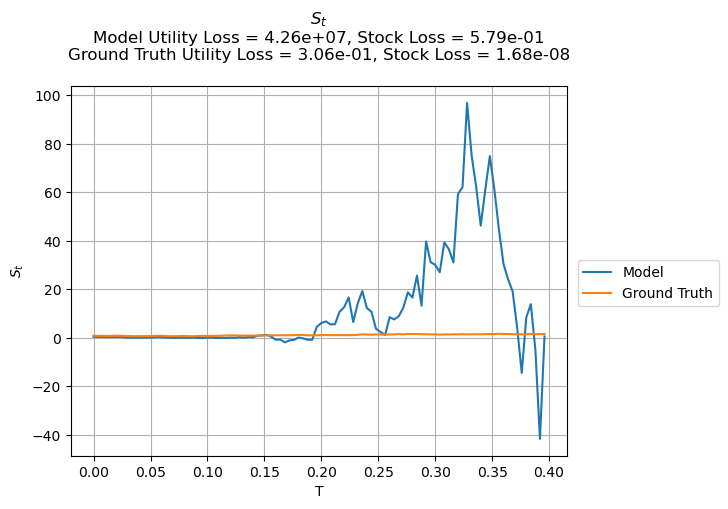 S_t
Model Utility Loss = 4.26e+07, Stock Loss = 5.79e-01
Ground Truth Utility Loss = 3.06e-01, Stock Loss = 1.68e-08
100
80
60
40
20
0
−20
−40
S_t
0.00 0.05 0.10 0.15 0.20 0.25 0.30 0.35 0.40
T
Model
Ground Truth